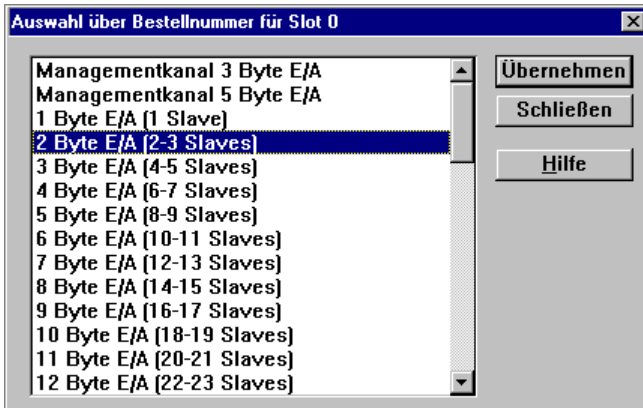 Auswahl über Bestellnummer für Slot 0
Managementkanal 3 Byte E/A
Managementkanal 5 Byte E/A
1 Byte E/A (1 Slave)
2 Byte E/A (2-3 Slaves)
3 Byte E/A (4-5 Slaves)
4 Byte E/A (6-7 Slaves)
5 Byte E/A (8-9 Slaves)
6 Byte E/A (10-11 Slaves)
7 Byte E/A (12-13 Slaves)
8 Byte E/A (14-15 Slaves)
9 Byte E/A (16-17 Slaves)
10 Byte E/A (18-19 Slaves)
11 Byte E/A (20-21 Slaves)
12 Byte E/A (22-23 Slaves)
Übernehmen
Schließen
Hilfe